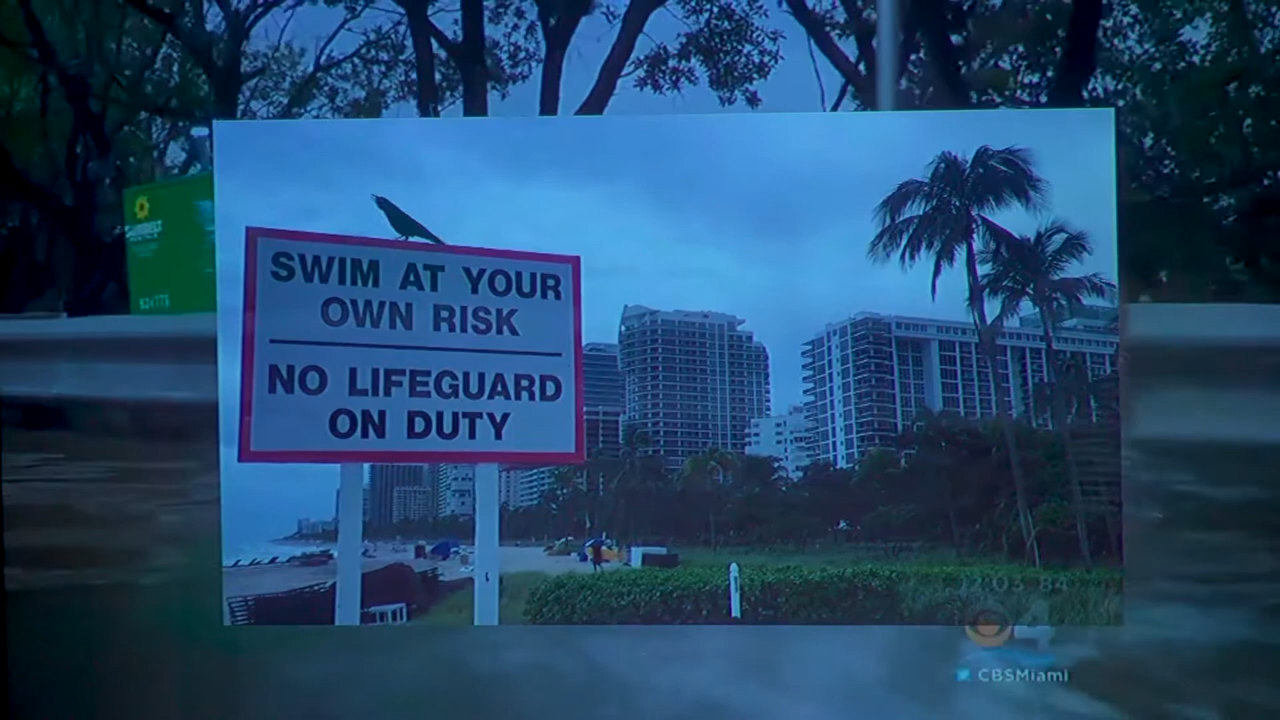 SWIM AT YOUR
OWN RISK
NO LIFEGUARD
ON DUTY
CBSMiami